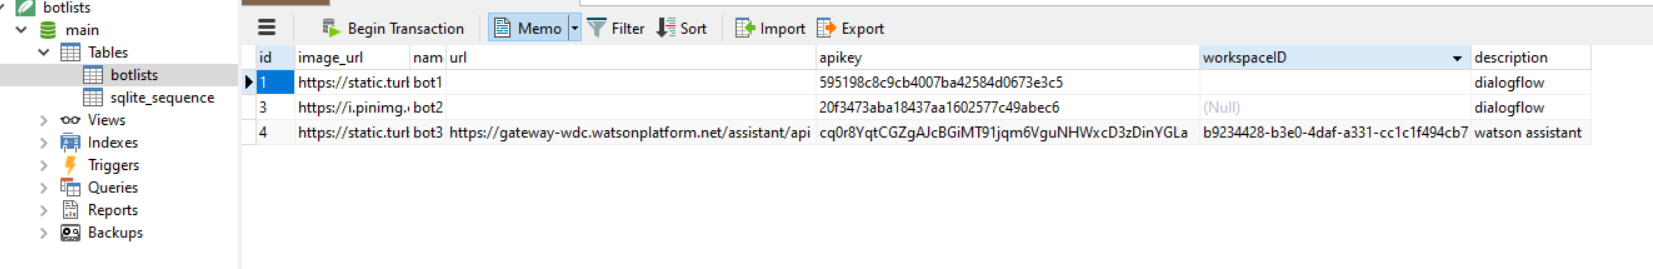 botlists
main
Tables
botlists
sqlite_sequence
Views
Indexes
Triggers
Queries
Reports
Backups
Begin Transaction Memo Filter Sort Import Export
id image_url nam url apikey workspaceID description
1 https://static.turl bot1 595198c8c9cb4007ba42584d0673e3c5 dialogflow
3 https://i.pinimg. bot2 20f3473aba18437aa1602577c49abec6 (Null) dialogflow
4 https://static.turl bot3 https://gateway-wdc.watsonplatform.net/assistant/api cq0r8YqtCGZgAJcBGiMT91jqm6VguNHWxcD3zDinYGLa b9234428-b3e0-4daf-a331-cc1c1f494cb7 watson assistant